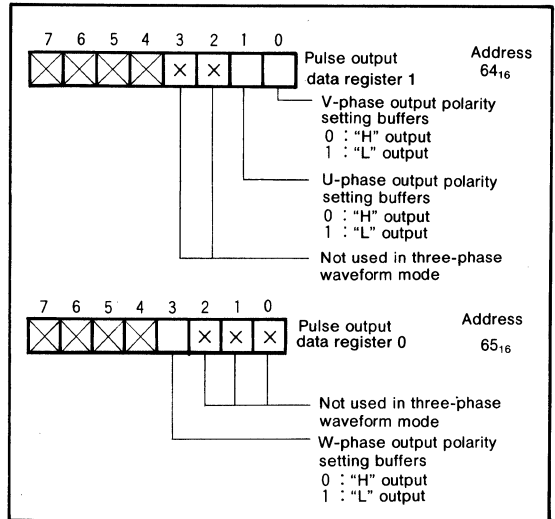 7 6 5 4 3 2 1 0
Pulse output
data register 1
Address
64₁₆
× ×
V-phase output polarity
setting buffers
0 : “H” output
1 : “L” output
U-phase output polarity
setting buffers
0 : “H” output
1 : “L” output
Not used in three-phase
waveform mode
7 6 5 4 3 2 1 0
Pulse output
data register 0
Address
65₁₆
× × ×
Not used in three-phase
waveform mode
W-phase output polarity
setting buffers
0 : “H” output
1 : “L” output